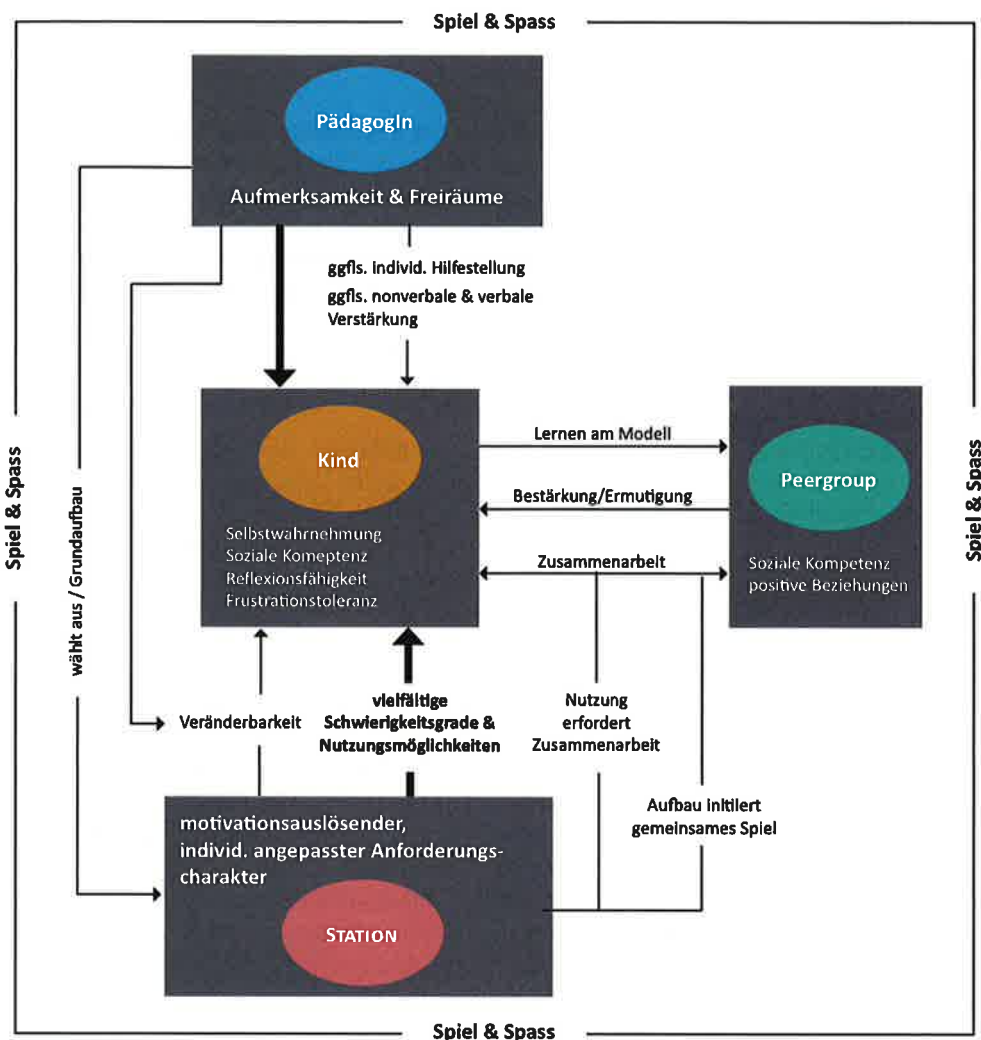 Spiel & Spass
PädagogIn
Aufmerksamkeit & Freiräume
ggfls. individ. Hilfestellung
ggfls. nonverbale & verbale
Verstärkung
Spiel & Spass
wählt aus / Grundaufbau
Kind
Selbstwahrnehmung
Soziale Komeptenz
Reflexionsfähigkeit
Frustrationstoleranz
Lernen am Modell
Bestärkung/Ermutigung
Zusammenarbeit
Peergroup
Soziale Kompetenz
positive Beziehungen
Spiel & Spass
Veränderbarkeit
vielfältige
Schwierigkeitsgrade &
Nutzungsmöglichkeiten
Nutzung
erfordert
Zusammenarbeit
Aufbau initiiert
gemeinsames Spiel
motivationsauslösender,
individ. angepasster Anforderungs-
charakter
STATION
Spiel & Spass